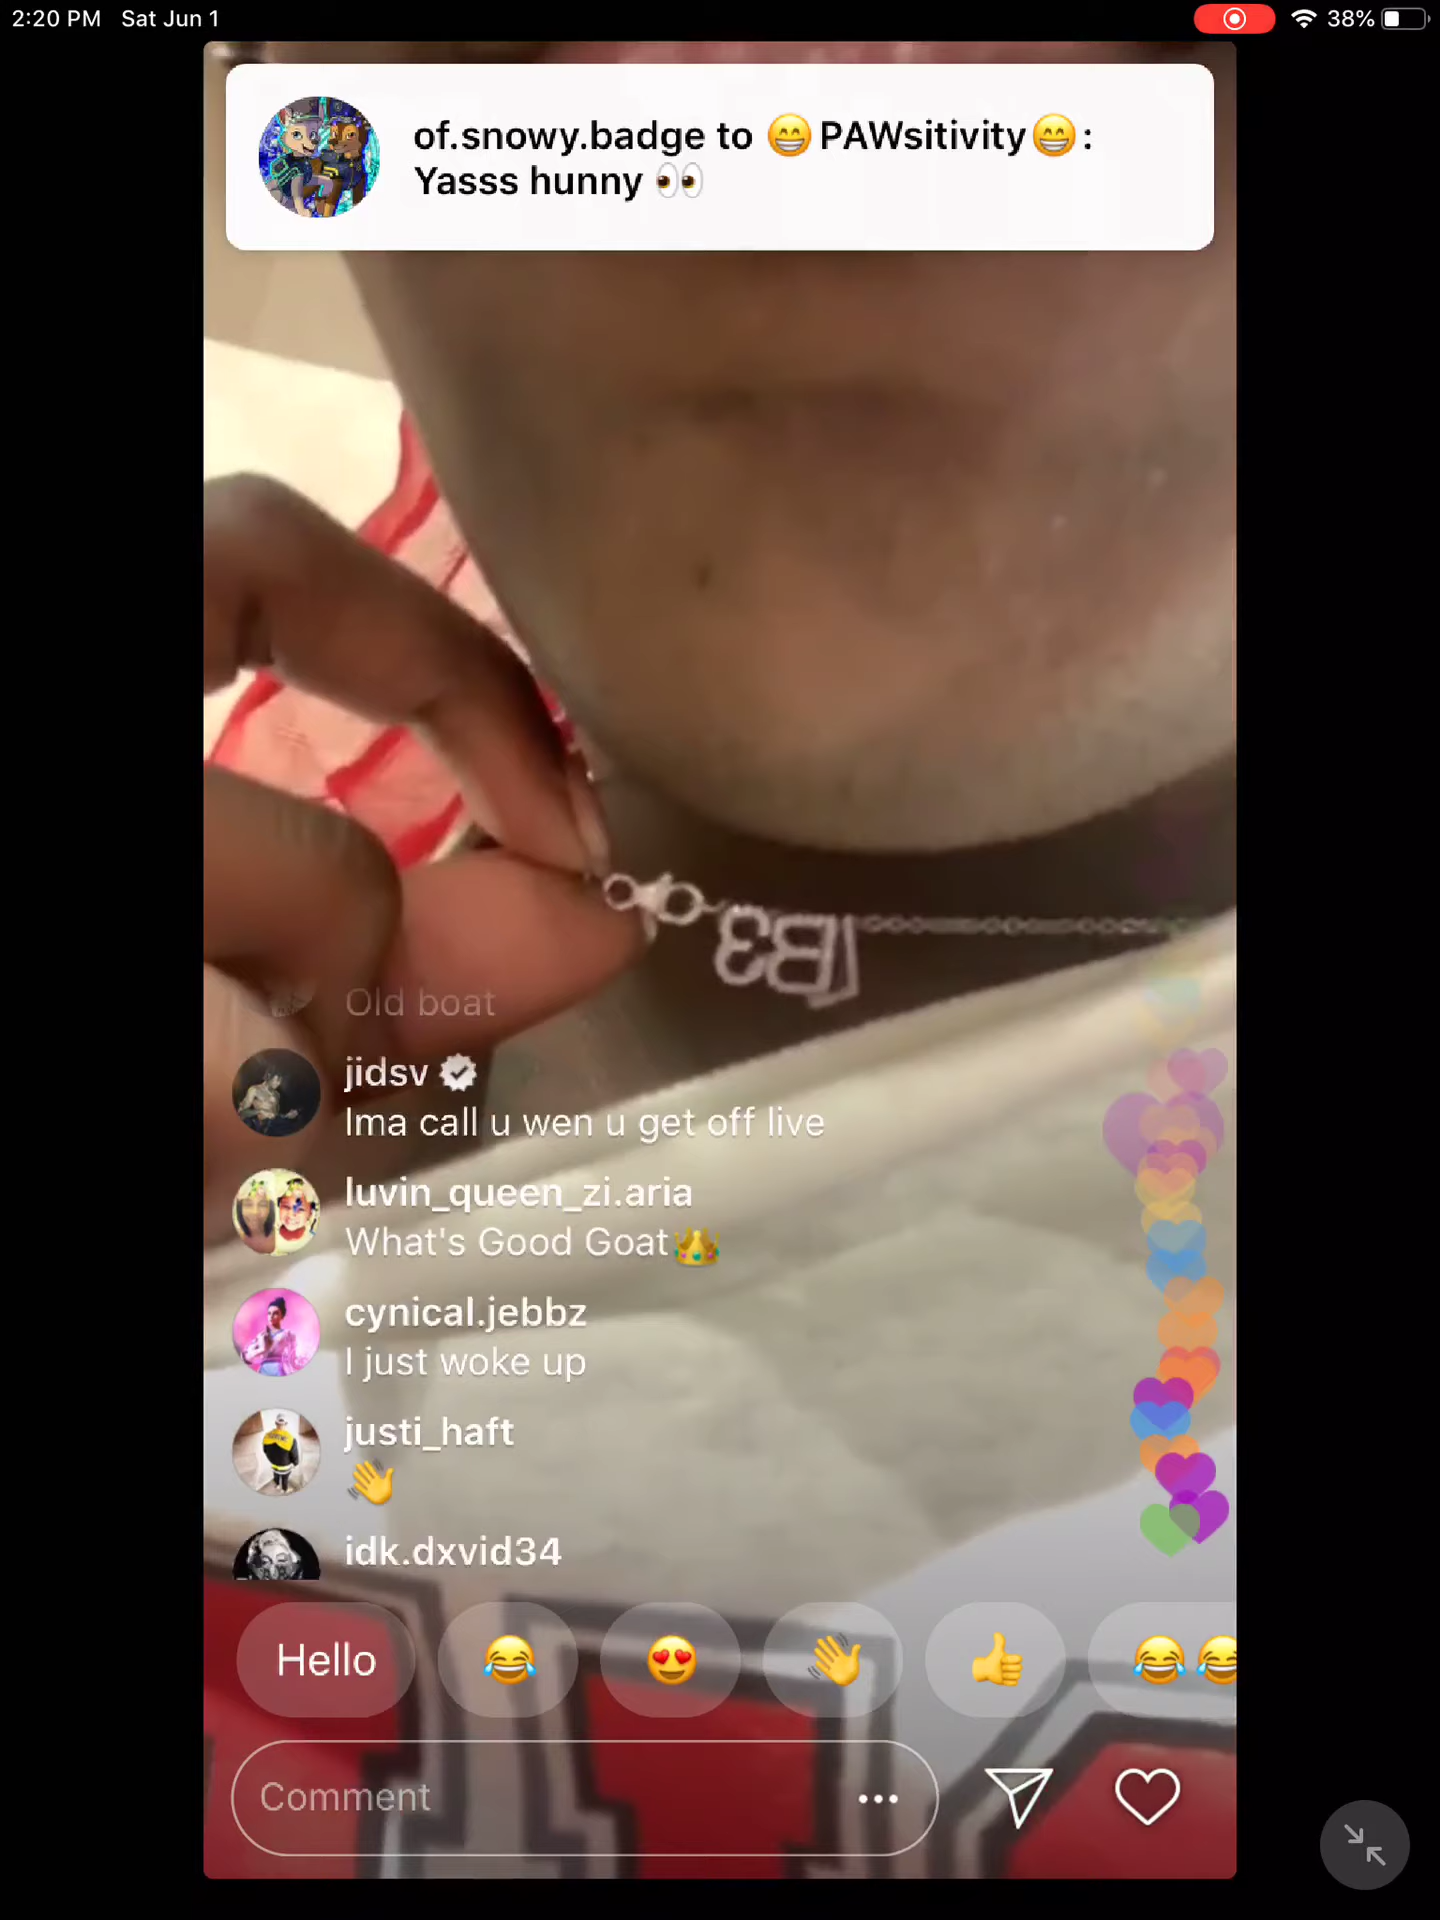 2:20 PM Sat Jun 1
38%
of.snowy.badge to 😁PAWsitivity😁:
Yasss hunny 👀
Old boat
jidsv
Ima call u wen u get off live
luvin_queen_zi.aria
What's Good Goat👑
cynical.jebbz
I just woke up
justi_haft
👋
idk.dxvid34
Hello 😂 😍 👋 👍 😂😂
Comment